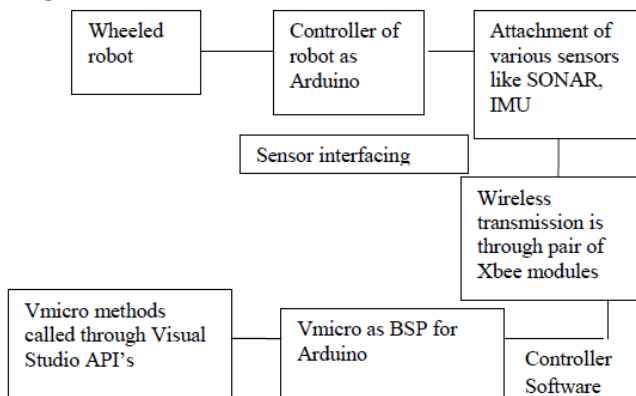 Wheeled
robot
Controller of
robot as
Arduino
Attachment of
various sensors
like SONAR,
IMU
Sensor interfacing
Wireless
transmission is
through pair of
Xbee modules
Vmicro methods
called through Visual
Studio API's
Vmicro as BSP for
Arduino
Controller
Software